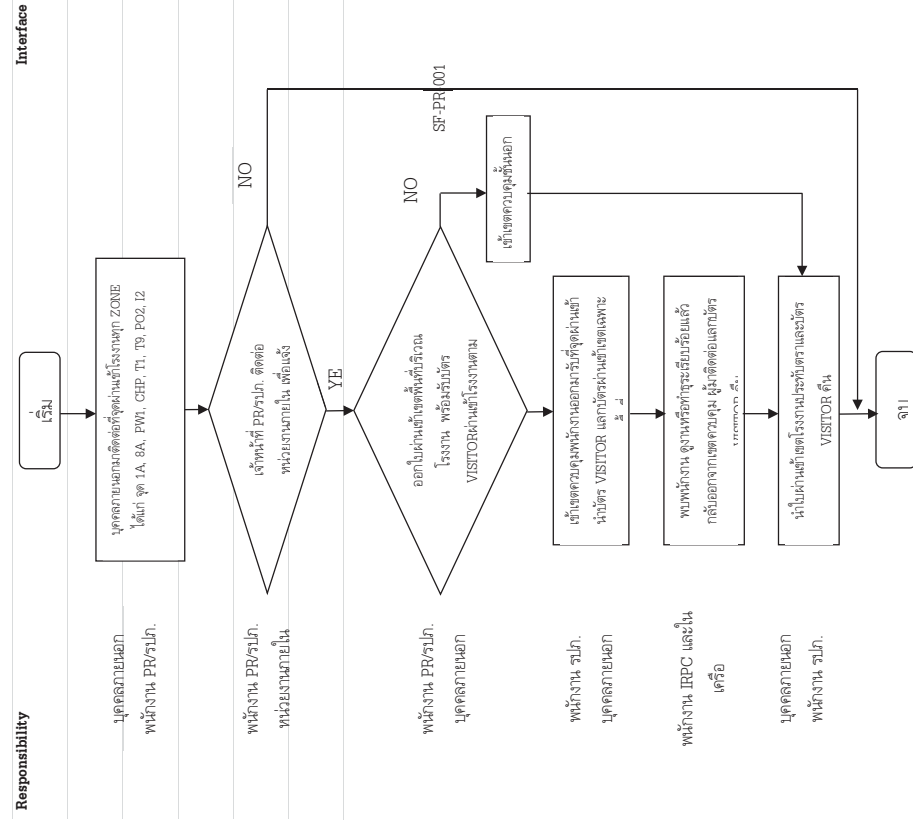 Responsibility
Interface
เริ่ม
บุคคลภายนอก
พนักงาน PR/รปภ.
บุคคลภายนอกมาติดต่อที่จุดผ่านเข้าโรงงานทุก ZONE
ได้แก่ จุด 1A, 8A, PW1, CHP, T1, T9, PO2, I2
พนักงาน PR/รปภ.
หน่วยงานภายใน
เจ้าหน้าที่ PR/รปภ. ติดต่อ
หน่วยงานภายใน เพื่อแจ้ง
NO
YE
SF-PR-001
พนักงาน PR/รปภ.
บุคคลภายนอก
ออกใบผ่านเข้าเขตพื้นที่บริเวณ
โรงงาน พร้อมรับบัตร
VISITORผ่านเข้าโรงงานตาม
NO
เข้าเขตควบคุมชั้นนอก
พนักงาน รปภ.
บุคคลภายนอก
เข้าเขตควบคุมพนักงานออกมารับที่จุดผ่านเข้า
นำบัตร VISITOR แลกบัตรผ่านเข้าเขตเฉพาะ
พนักงาน IRPC และใน
เครือ
พบพนักงาน ดูงานหรือทำธุระเรียบร้อยแล้ว
กลับออกจากเขตควบคุม ผู้มาติดต่อแลกบัตร
VISITOR คืน
บุคคลภายนอก
พนักงาน รปภ.
นำใบผ่านเข้าเขตโรงงานประทับตราและบัตร
VISITOR คืน
จบ